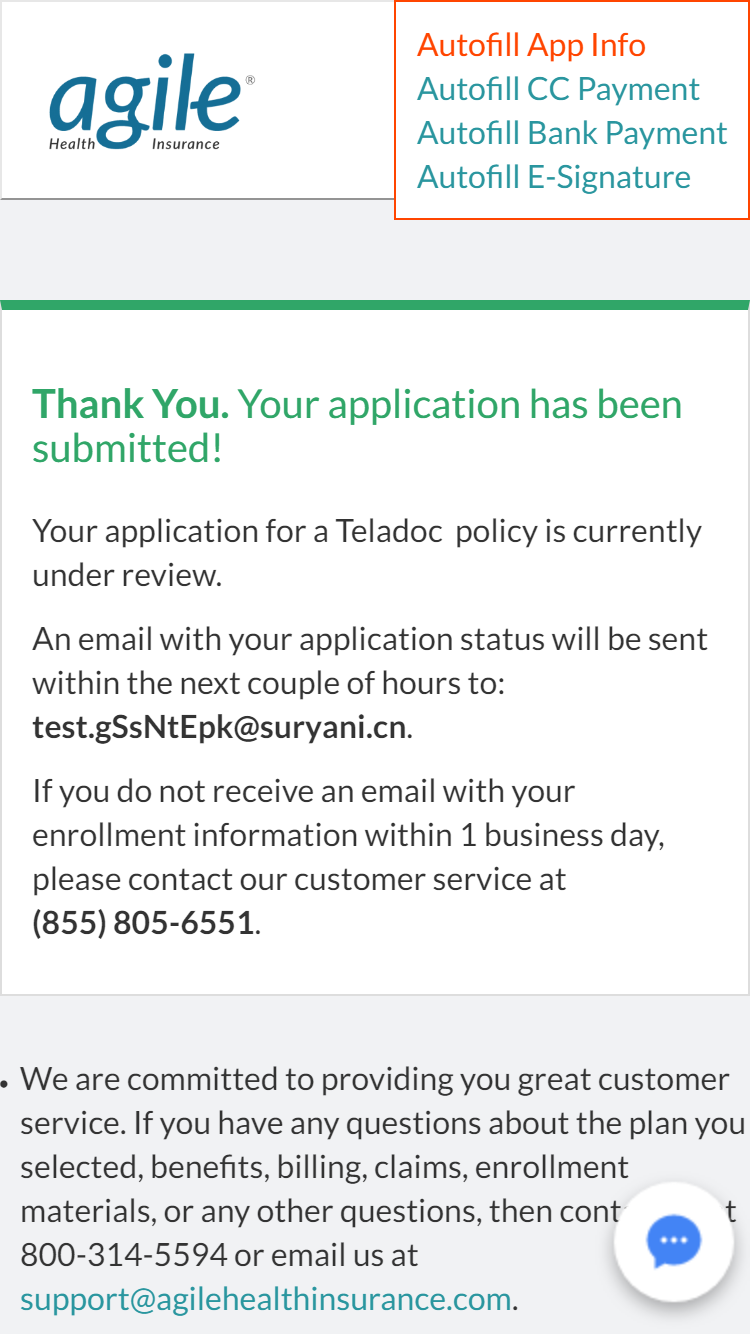 agile®
Health Insurance
Autofill App Info
Autofill CC Payment
Autofill Bank Payment
Autofill E-Signature
Thank You. Your application has been
submitted!
Your application for a Teladoc policy is currently
under review.
An email with your application status will be sent
within the next couple of hours to:
test.gSsNtEpk@suryani.cn.
If you do not receive an email with your
enrollment information within 1 business day,
please contact our customer service at
(855) 805-6551.
• We are committed to providing you great customer
service. If you have any questions about the plan you
selected, benefits, billing, claims, enrollment
materials, or any other questions, then
800-314-5594 or email us at
support@agilehealthinsurance.com.